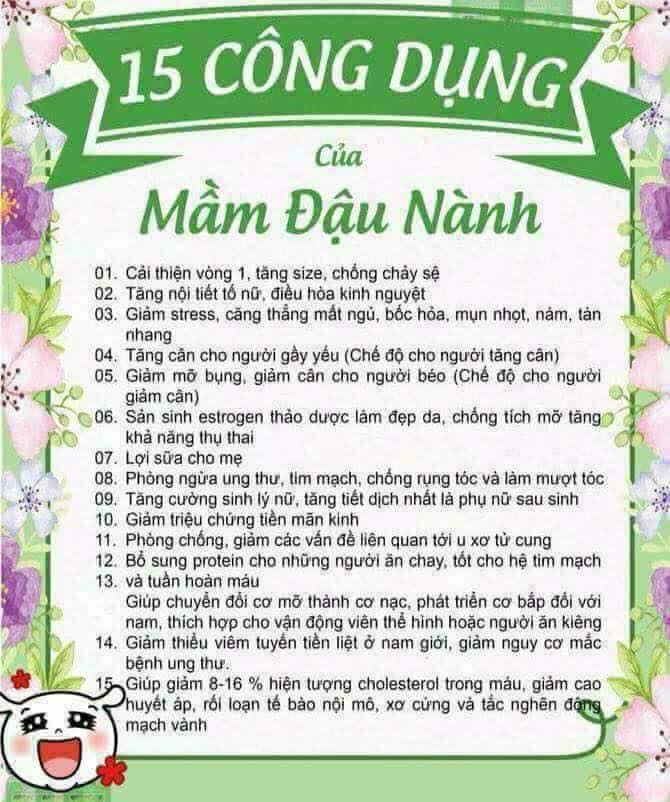 15 CÔNG DỤNG
Của
Mầm Đậu Nành
01. Cải thiện vòng 1, tăng size, chống chảy sệ
02. Tăng nội tiết tố nữ, điều hòa kinh nguyệt
03. Giảm stress, căng thẳng mất ngủ, bốc hỏa, mụn nhọt, nám, tàn
nhang
04. Tăng cân cho người gầy yếu (Chế độ cho người tăng cân)
05. Giảm mỡ bụng, giảm cân cho người béo (Chế độ cho người
giảm cân)
06. Sản sinh estrogen thảo dược làm đẹp da, chống tích mỡ tăng
khả năng thụ thai
07. Lợi sữa cho mẹ
08. Phòng ngừa ung thư, tim mạch, chống rụng tóc và làm mượt tóc
09. Tăng cường sinh lý nữ, tăng tiết dịch nhất là phụ nữ sau sinh
10. Giảm triệu chứng tiền mãn kinh
11. Phòng chống, giảm các vấn đề liên quan tới u xơ tử cung
12. Bổ sung protein cho những người ăn chay, tốt cho hệ tim mạch
13. và tuần hoàn máu
Giúp chuyển đổi cơ mỡ thành cơ nạc, phát triển cơ bắp đối với
nam, thích hợp cho vận động viên thể hình hoặc người ăn kiêng
14. Giảm thiểu viêm tuyến tiền liệt ở nam giới, giảm nguy cơ mắc
bệnh ung thư.
15. Giúp giảm 8-16 % hiện tượng cholesterol trong máu, giảm cao
huyết áp, rối loạn tế bào nội mô, xơ cứng và tắc nghẽn động
mạch vành